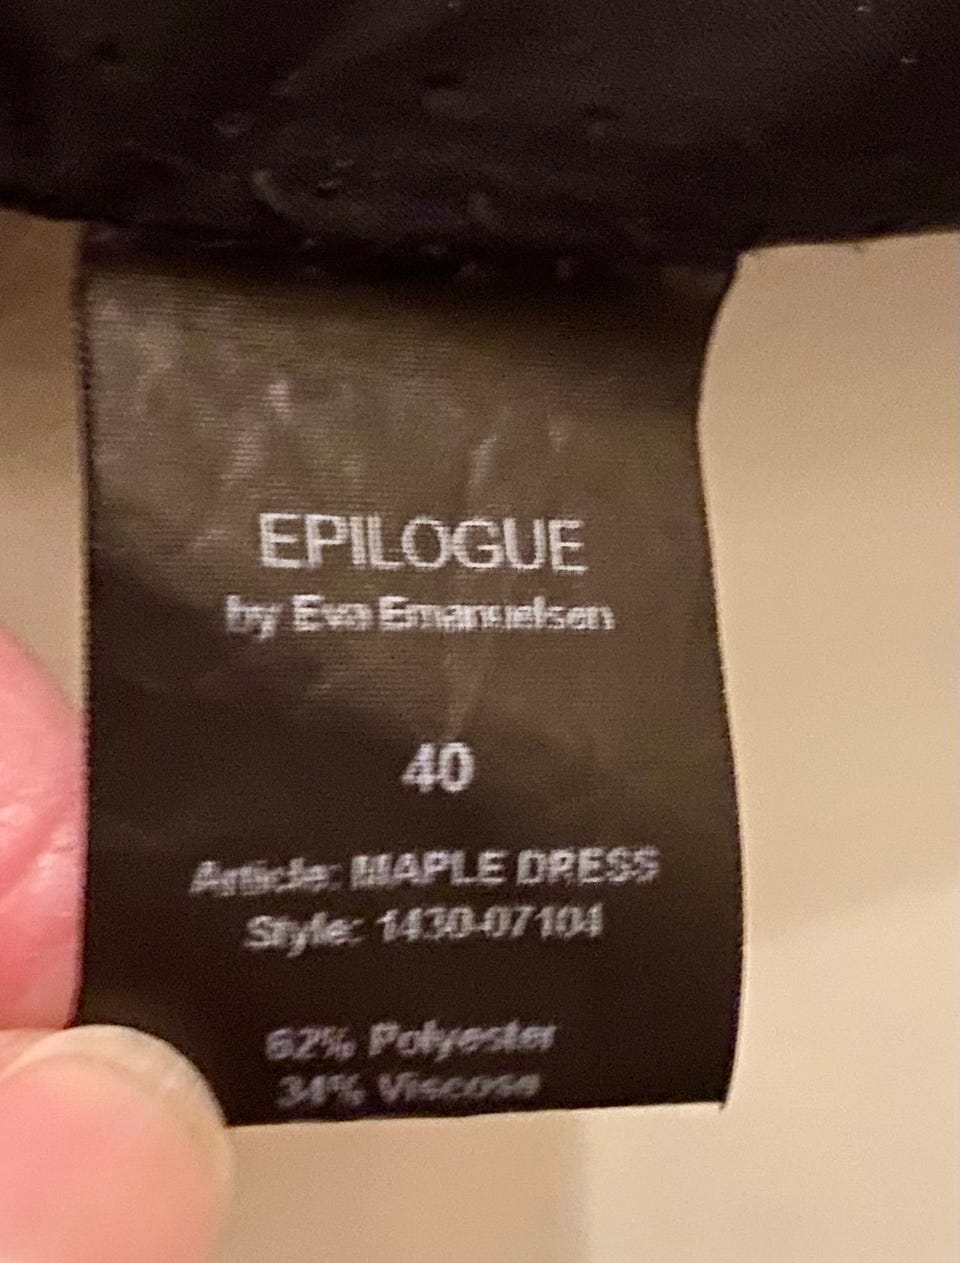 EPILOGUE
by Eva Emanuelsen
40
Article: MAPLE DRESS
Style: 1430-07104
62% Polyester
34% Viscose